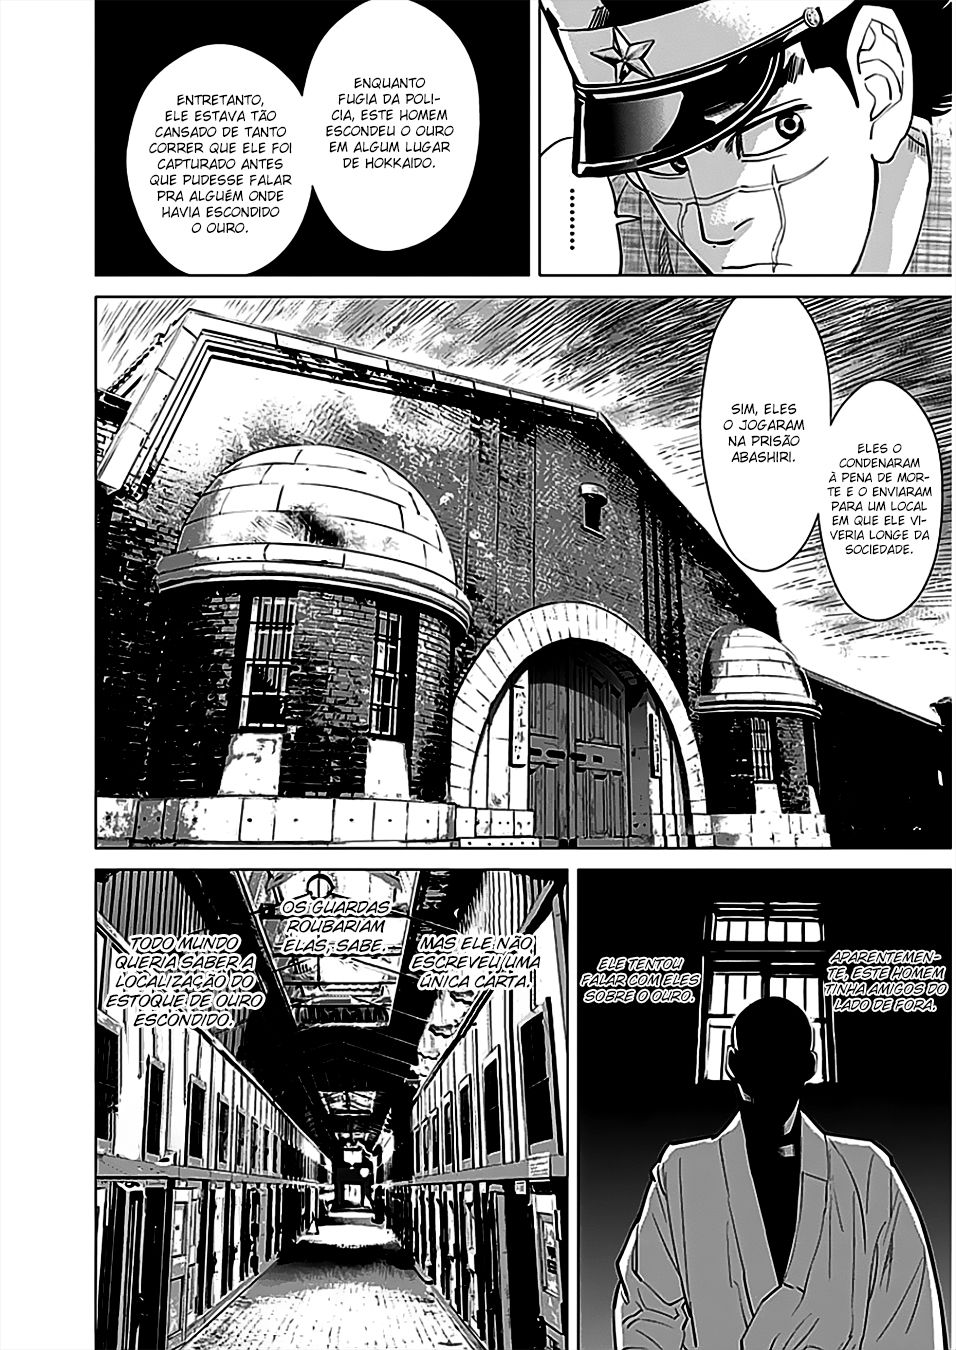 .........
ENQUANTO
FUGIA DA POLI-
CIA, ESTE HOMEM
ESCONDEU O OURO
EM ALGUM LUGAR
DE HOKKAIDO.
ENTRETANTO,
ELE ESTAVA TÃO
CANSADO DE TANTO
CORRER QUE ELE FOI
CAPTURADO ANTES
QUE PUDESSE FALAR
PRA ALGUÉM ONDE
HAVIA ESCONDIDO
O OURO.
ELES O
CONDENARAM
À PENA DE MOR-
TE E O ENVIARAM
PARA UM LOCAL
EM QUE ELE VI-
VERIA LONGE DA
SOCIEDADE.
SIM, ELES
O JOGARAM
NA PRISÃO
ABASHIRI.
APARENTEMEN-
TE, ESTE HOMEM
TINHA AMIGOS DO
LADO DE FORA.
ELE TENTOU
FALAR COM ELES
SOBRE O OURO.
MAS ELE NÃO
ESCREVEU UMA
ÚNICA CARTA.
OS GUARDAS
ROUBARIAM
ELAS, SABE.
TODO MUNDO
QUERIA SABER A
LOCALIZAÇÃO DO
ESTOQUE DE OURO
ESCONDIDO.